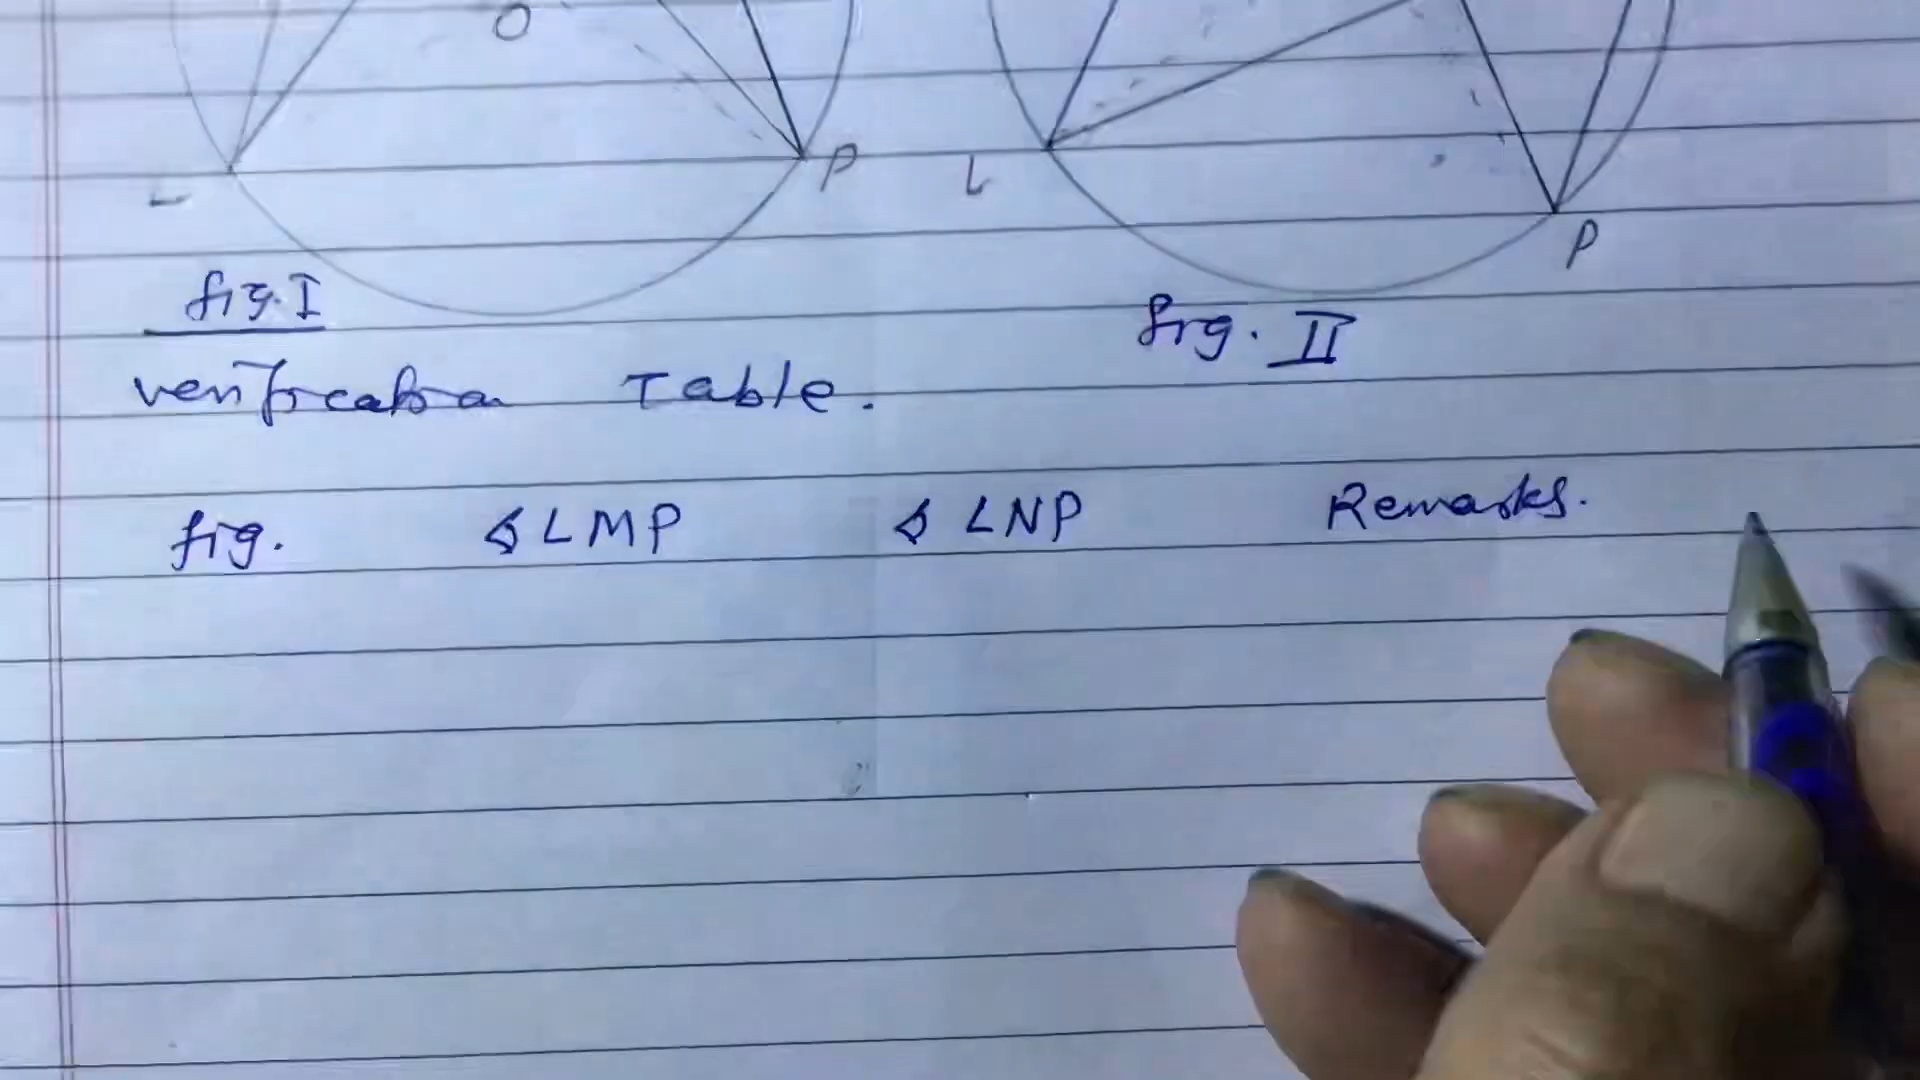 O
L P L
P
fig. I
fig. II
verification Table.
fig. ∢ LMP ∢ LNP Remarks.